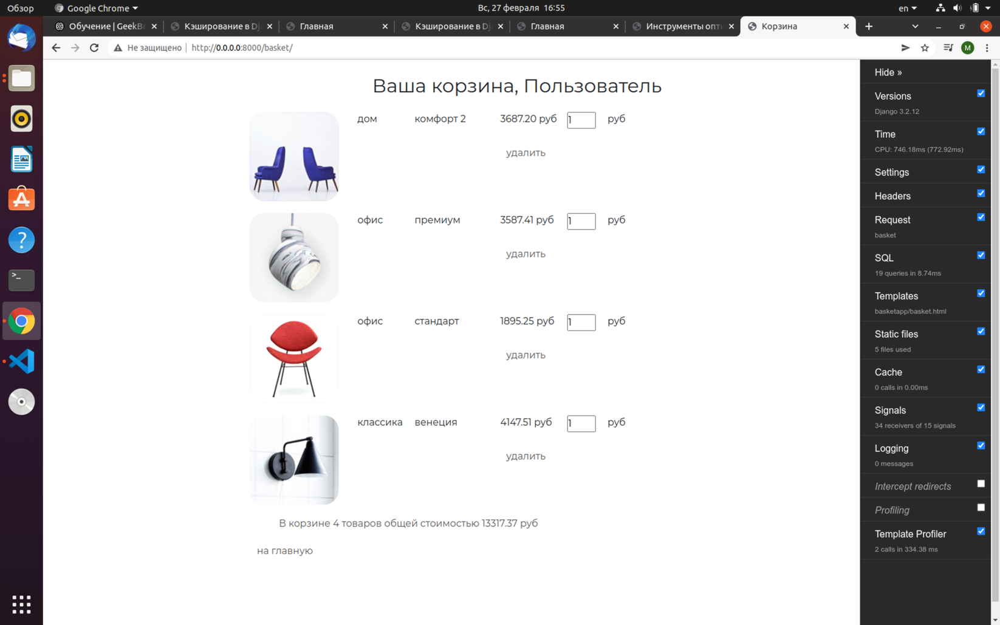 Обзор Google Chrome Вс, 27 февраля 16:55 en
Обучение | GeekBr Кэширование в Dj Главная Кэширование в Dj Главная Инструменты опти Корзина
Не защищено http://0.0.0.0:8000/basket/ M
Ваша корзина, Пользователь
дом комфорт 2 3687.20 руб 1 руб
удалить
офис премиум 3587.41 руб 1 руб
удалить
офис стандарт 1895.25 руб 1 руб
удалить
классика венеция 4147.51 руб 1 руб
удалить
В корзине 4 товаров общей стоимостью 13317.37 руб
на главную
Hide »
Versions
Django 3.2.12
Time
CPU: 746.18ms (772.92ms)
Settings
Headers
Request
basket
SQL
19 queries in 8.74ms
Templates
basketapp/basket.html
Static files
5 files used
Cache
0 calls in 0.00ms
Signals
34 receivers of 15 signals
Logging
0 messages
Intercept redirects
Profiling
Template Profiler
2 calls in 334.38 ms